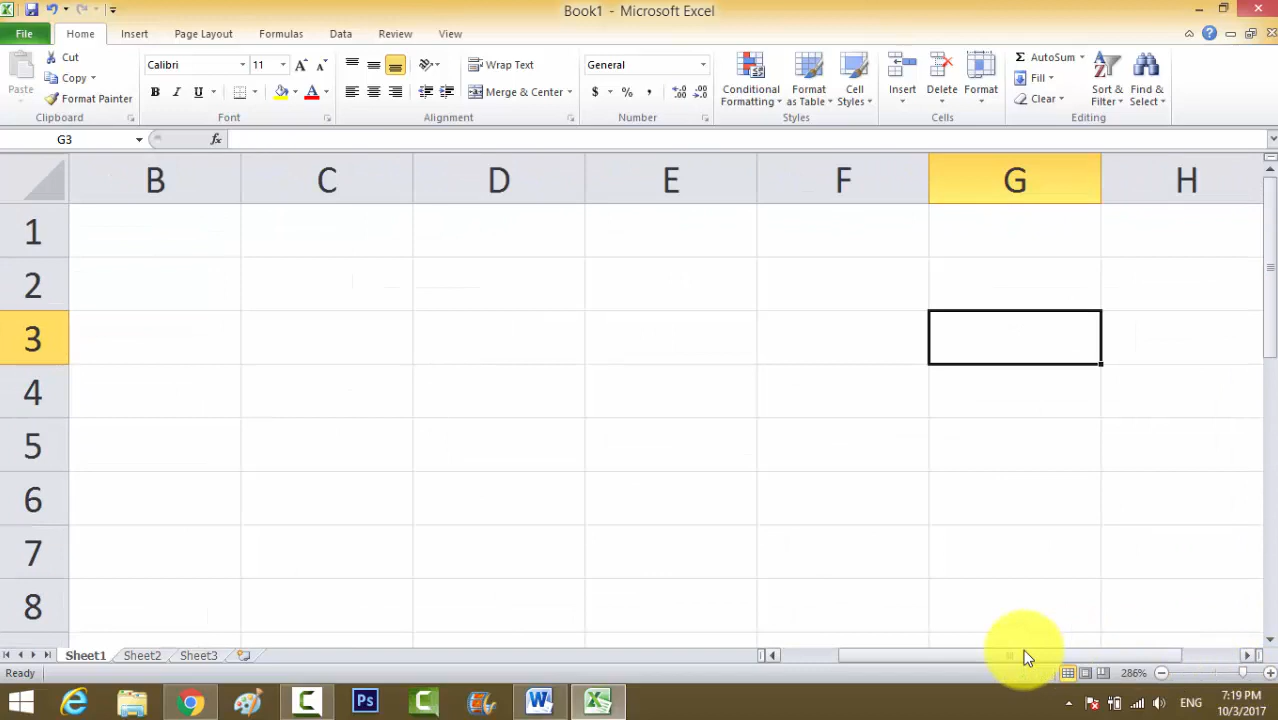 Book1 - Microsoft Excel
File Home Insert Page Layout Formulas Data Review View
Paste
Cut
Copy
Format Painter
Clipboard
Calibri 11
B I U
Font
Wrap Text
Merge & Center
Alignment
General
$ % ,
Number
Conditional Formatting
Format as Table
Cell Styles
Styles
Insert Delete Format
Cells
AutoSum
Fill
Clear
Sort & Filter
Find & Select
Editing
G3 fx
B C D E F G H
1
2
3
4
5
6
7
8
Sheet1 Sheet2 Sheet3
Ready 286%
Ps
ENG
7:19 PM
10/3/2017